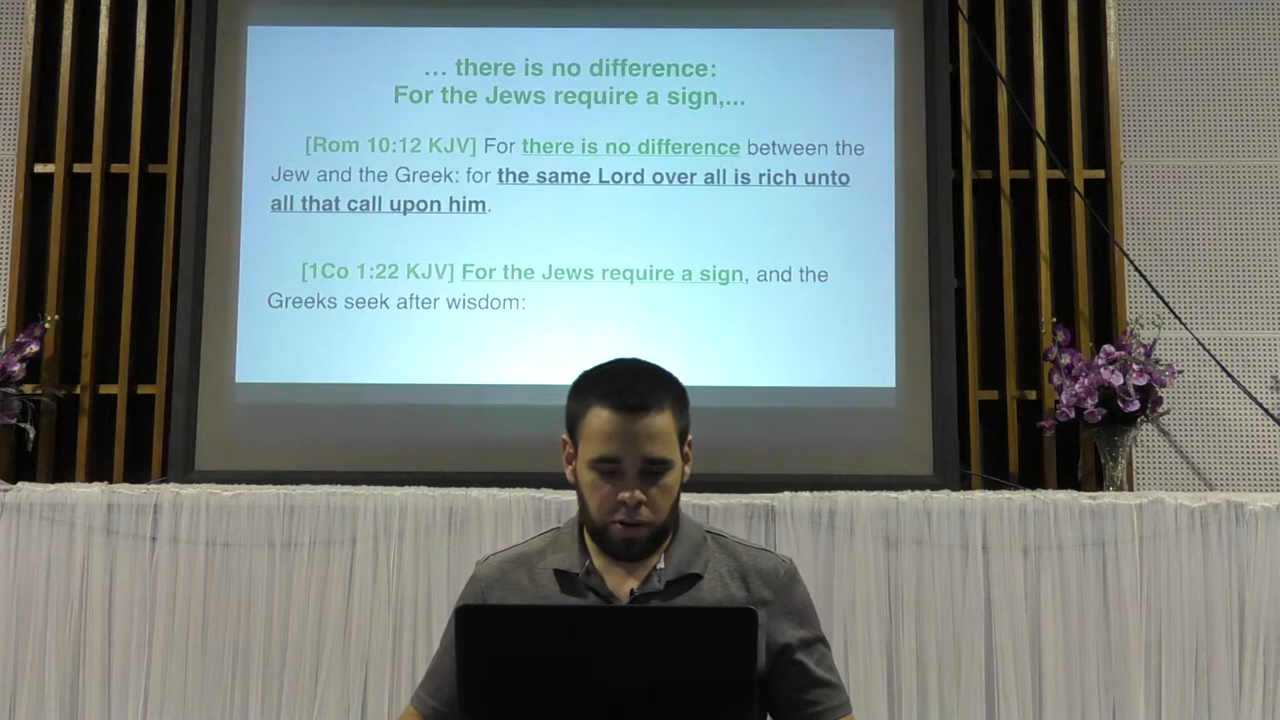 ... there is no difference:
For the Jews require a sign,...
[Rom 10:12 KJV] For there is no difference between the
Jew and the Greek: for the same Lord over all is rich unto
all that call upon him.
[1Co 1:22 KJV] For the Jews require a sign, and the
Greeks seek after wisdom: